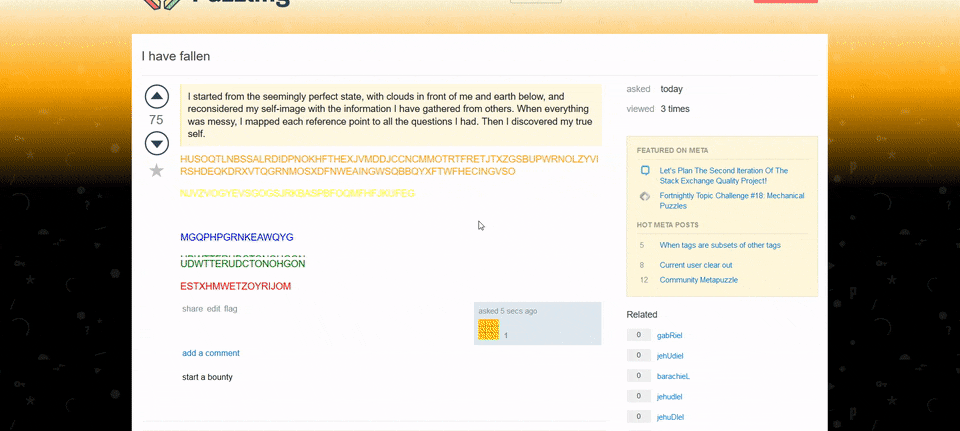 I have fallen
75
I started from the seemingly perfect state, with clouds in front of me and earth below, and
reconsidered my self-image with the information I have gathered from others. When everything
was messy, I mapped each reference point to all the questions I had. Then I discovered my true
self.
HUSOQTLNBSSALRDIDPNOKHFTHEXJVMDDJCCNCMMOTRTFRETJTXZGSBUPWRNOLZYVI
RSHDEQKDRXVTQGRNMOSXDFNWEAINGWSQBBQYXFTWFHECINGVSO
MGQPHPGRNKEAWQYG
UDWTTERUDCTONOHGON
ESTXHMWETZOYRIJOM
share edit flag
asked 5 secs ago
1
add a comment
start a bounty
asked today
viewed 3 times
FEATURED ON META
Let's Plan The Second Iteration Of The
Stack Exchange Quality Project!
Fortnightly Topic Challenge #18: Mechanical
Puzzles
HOT META POSTS
5 When tags are subsets of other tags
8 Current user clear out
12 Community Metapuzzle
Related
0 gabRiel
0 jehUdiel
0 barachieL
0 jehudIel
0 jehuDIel